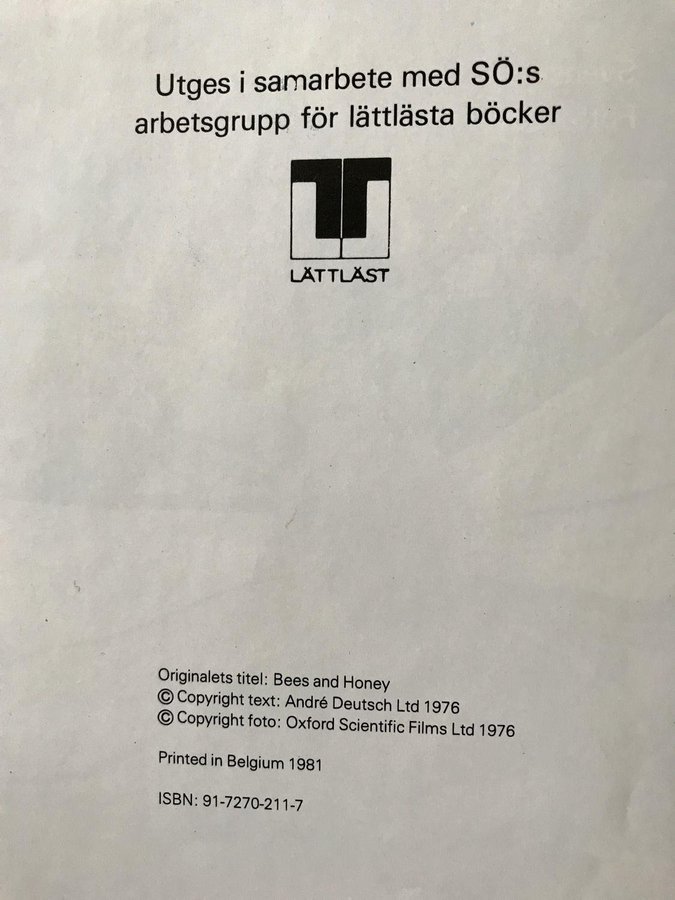 Utges i samarbete med SÖ:s
arbetsgrupp för lättlästa böcker
LÄTTLÄST
Originalets titel: Bees and Honey
© Copyright text: André Deutsch Ltd 1976
© Copyright foto: Oxford Scientific Films Ltd 1976
Printed in Belgium 1981
ISBN: 91-7270-211-7